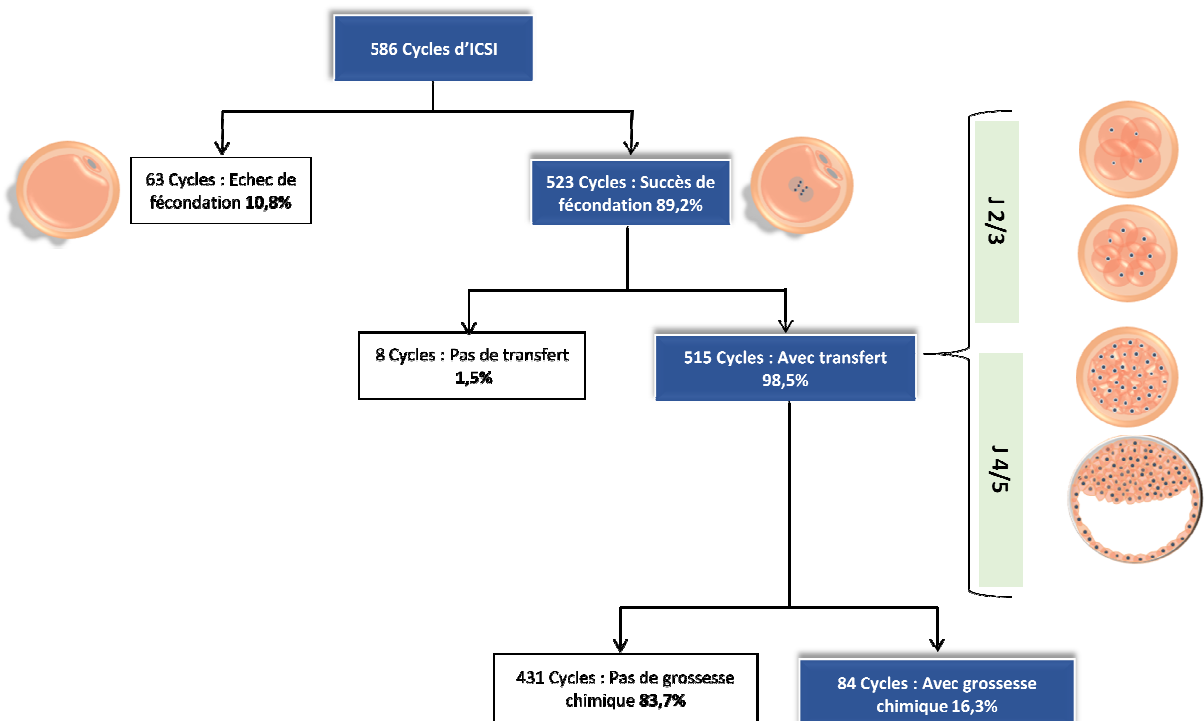 586 Cycles d'ICSI
63 Cycles : Echec de
fécondation 10,8%
523 Cycles : Succès de
fécondation 89,2%
J 2/3
8 Cycles : Pas de transfert
1,5%
515 Cycles : Avec transfert
98,5%
J 4/5
431 Cycles : Pas de grossesse
chimique 83,7%
84 Cycles : Avec grossesse
chimique 16,3%